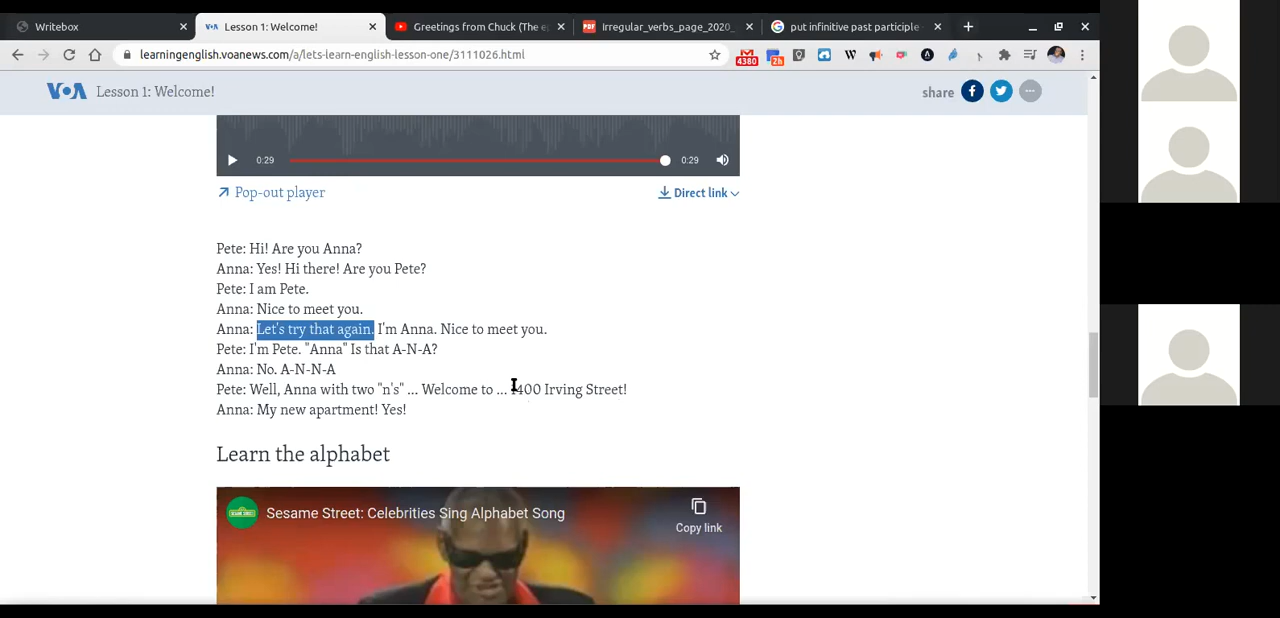 Writebox
Lesson 1: Welcome!
Greetings from Chuck (The e
Irregular_verbs_page_2020_
put infinitive past participle
learningenglish.voanews.com/a/lets-learn-english-lesson-one/3111026.html
4380
2h
W
VOA Lesson 1: Welcome!
share
0:29
0:29
Pop-out player
Direct link
Pete: Hi! Are you Anna?
Anna: Yes! Hi there! Are you Pete?
Pete: I am Pete.
Anna: Nice to meet you.
Anna: Let's try that again. I'm Anna. Nice to meet you.
Pete: I'm Pete. "Anna" Is that A-N-A?
Anna: No. A-N-N-A
Pete: Well, Anna with two "n's" ... Welcome to ... 1400 Irving Street!
Anna: My new apartment! Yes!
Learn the alphabet
Sesame Street: Celebrities Sing Alphabet Song
Copy link